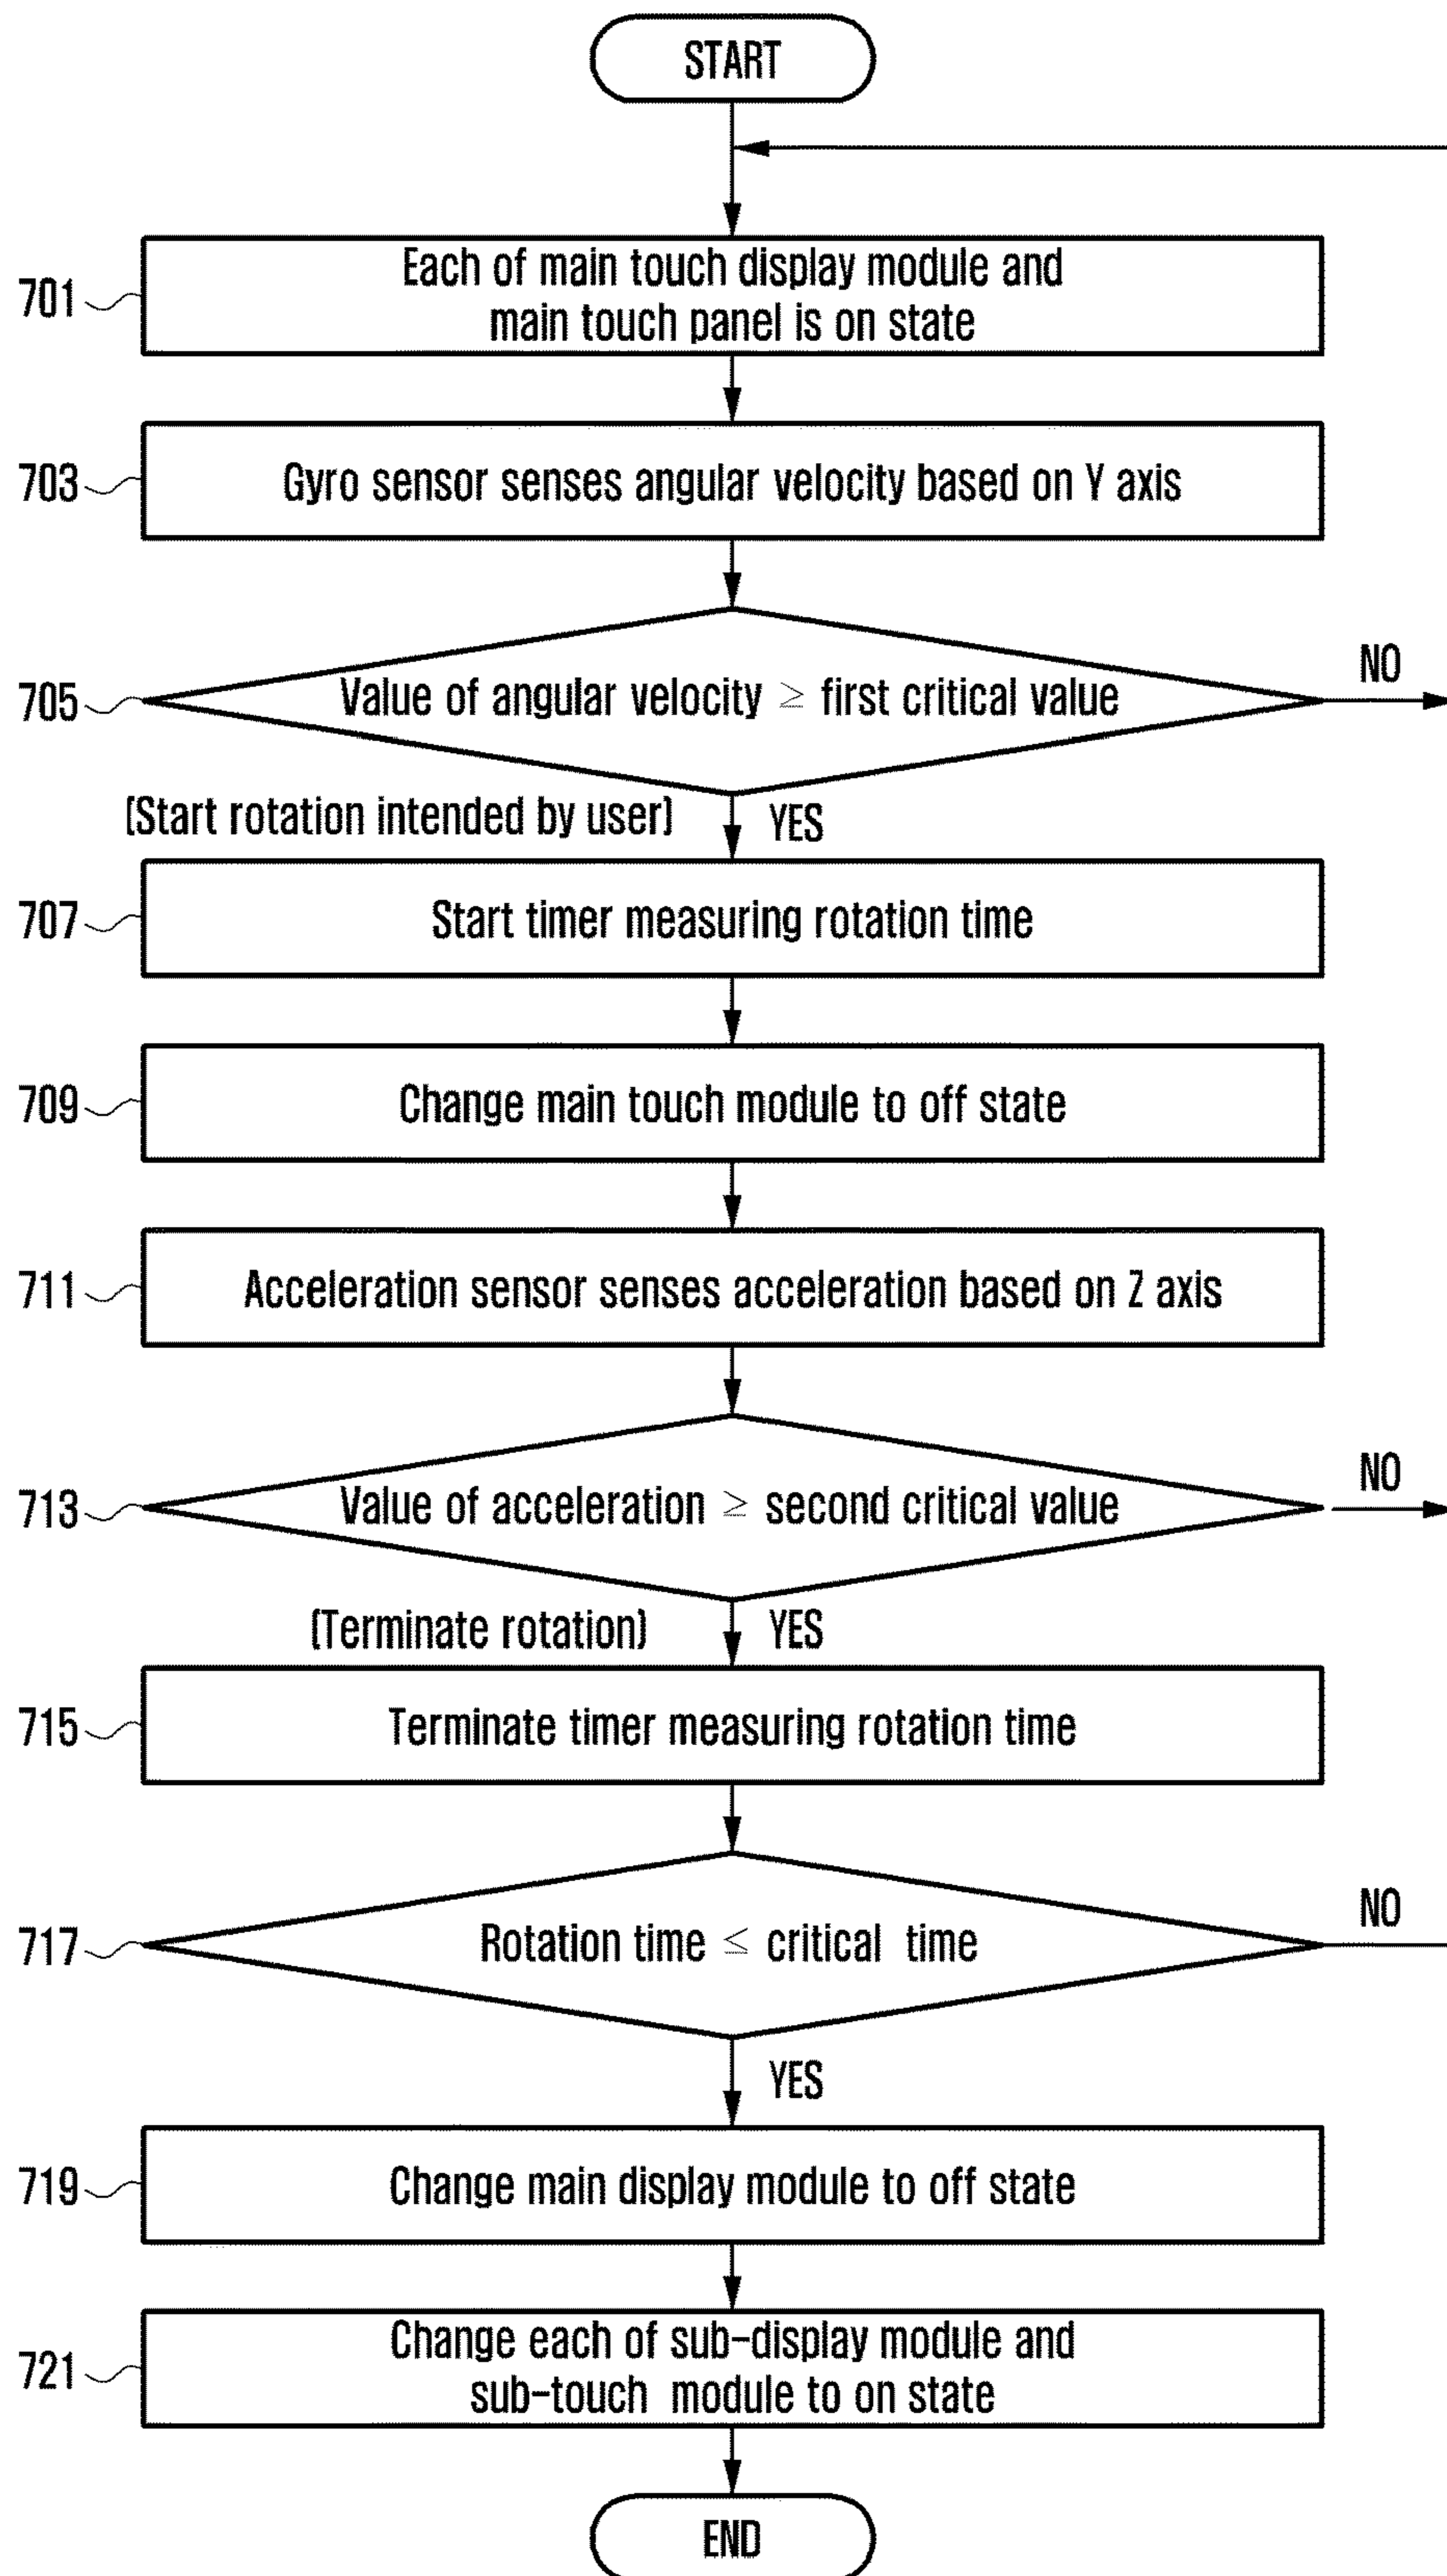 START
701
Each of main touch display module and
main touch panel is on state
703
Gyro sensor senses angular velocity based on Y axis
705
Value of angular velocity ≥ first critical value
NO
(Start rotation intended by user)
YES
707
Start timer measuring rotation time
709
Change main touch module to off state
711
Acceleration sensor senses acceleration based on Z axis
713
Value of acceleration ≥ second critical value
NO
(Terminate rotation)
YES
715
Terminate timer measuring rotation time
717
Rotation time ≤ critical time
NO
YES
719
Change main display module to off state
721
Change each of sub-display module and
sub-touch module to on state
END